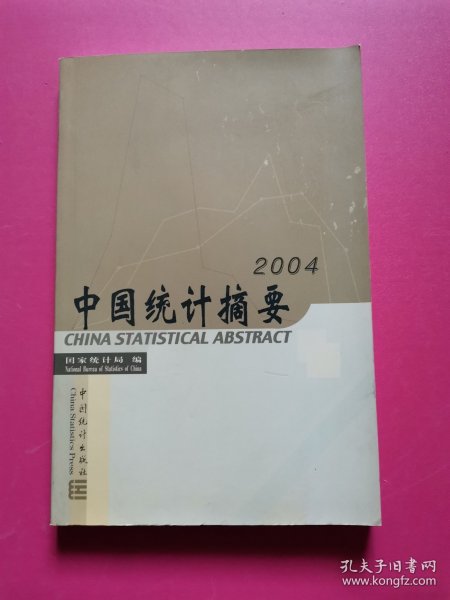 2004
中国统计摘要
CHINA STATISTICAL ABSTRACT
国家统计局 编
National Bureau of Statistics of China
中国统计出版社
China Statistics Press
孔夫子旧书网
www.kongfz.com